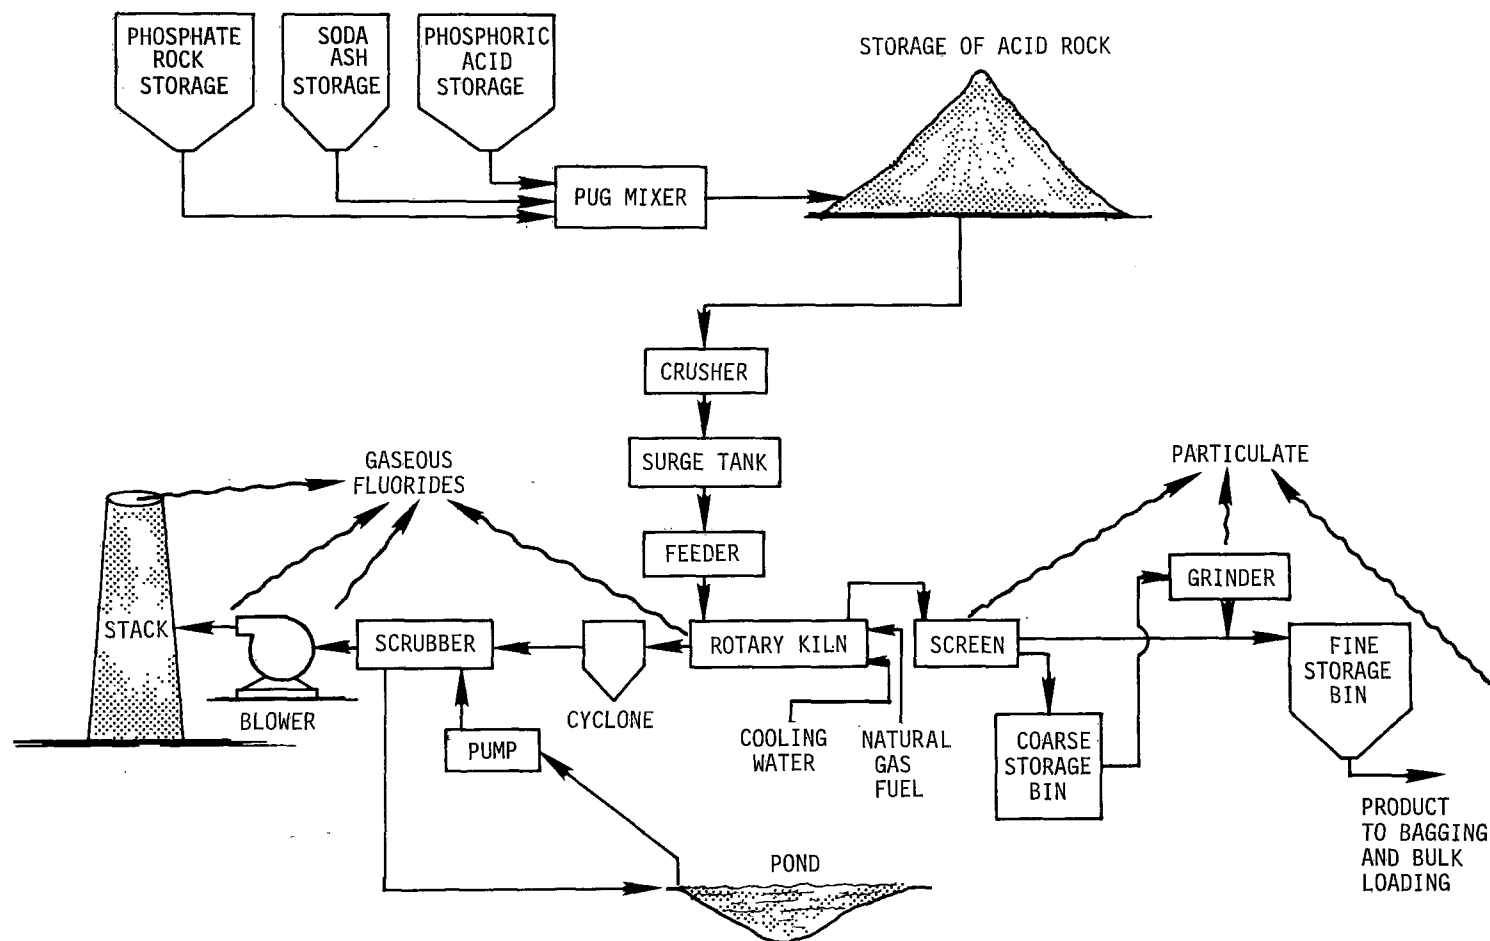 PHOSPHATE
ROCK
STORAGE
SODA
ASH
STORAGE
PHOSPHORIC
ACID
STORAGE
STORAGE OF ACID ROCK
PUG MIXER
CRUSHER
SURGE TANK
FEEDER
GASEOUS
FLUORIDES
PARTICULATE
GRINDER
STACK
SCRUBBER
ROTARY KILN
SCREEN
FINE
STORAGE
BIN
BLOWER
CYCLONE
PUMP
COOLING
WATER
NATURAL
GAS
FUEL
COARSE
STORAGE
BIN
PRODUCT
TO BAGGING
AND BULK
LOADING
POND